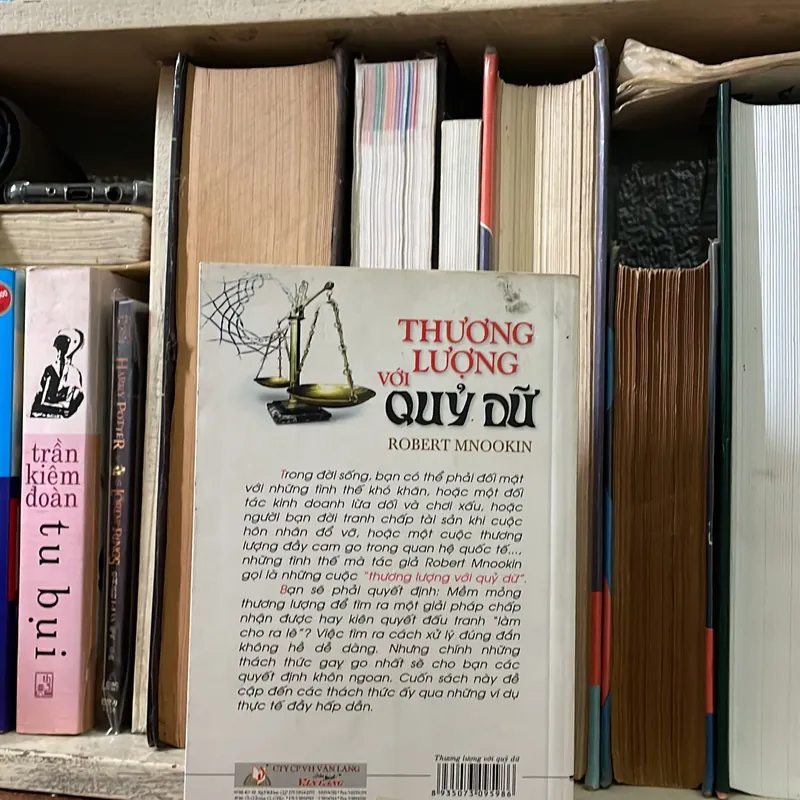 THƯƠNG
LƯỢNG
VỚI
QUỶ DỮ
ROBERT MNOOKIN
Trong đời sống, bạn có thể phải đối mặt
với những tình thế khó khăn, hoặc một đối
tác kinh doanh lừa dối và chơi xấu, hoặc
người bạn đời tranh chấp tài sản khi cuộc
hôn nhân đổ vỡ, hoặc một cuộc thương
lượng đầy cam go trong quan hệ quốc tế...,
những tình thế mà tác giả Robert Mnookin
gọi là những cuộc "thương lượng với quỷ dữ".
Bạn sẽ phải quyết định: Mềm mỏng
thương lượng để tìm ra một giải pháp chấp
nhận được hay kiên quyết đấu tranh "làm
cho ra lẽ"? Việc tìm ra cách xử lý đúng đắn
không hề dễ dàng. Nhưng chính những
thách thức gay go nhất sẽ cho bạn các
quyết định khôn ngoan. Cuốn sách này đề
cập đến các thách thức ấy qua những ví dụ
thực tế đầy hấp dẫn.
CTY CP VH VĂN LANG
VĂN LANG
Thương lượng với quỷ dữ
8 935073 095986
trần
kiêm
đoàn
tu bụi
HARRY POTTER